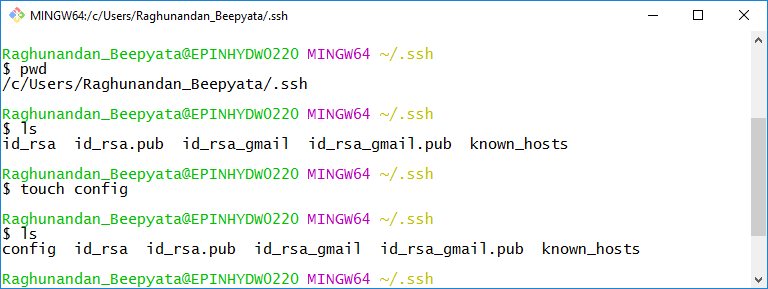 MINGW64:/c/Users/Raghunandan_Beepyata/.ssh
Raghunandan_Beepyata@EPINHYDW0220 MINGW64 ~/.ssh
$ pwd
/c/Users/Raghunandan_Beepyata/.ssh
Raghunandan_Beepyata@EPINHYDW0220 MINGW64 ~/.ssh
$ ls
id_rsa  id_rsa.pub  id_rsa_gmail  id_rsa_gmail.pub  known_hosts
Raghunandan_Beepyata@EPINHYDW0220 MINGW64 ~/.ssh
$ touch config
Raghunandan_Beepyata@EPINHYDW0220 MINGW64 ~/.ssh
$ ls
config  id_rsa  id_rsa.pub  id_rsa_gmail  id_rsa_gmail.pub  known_hosts
Raghunandan_Beepyata@EPINHYDW0220 MINGW64 ~/.ssh